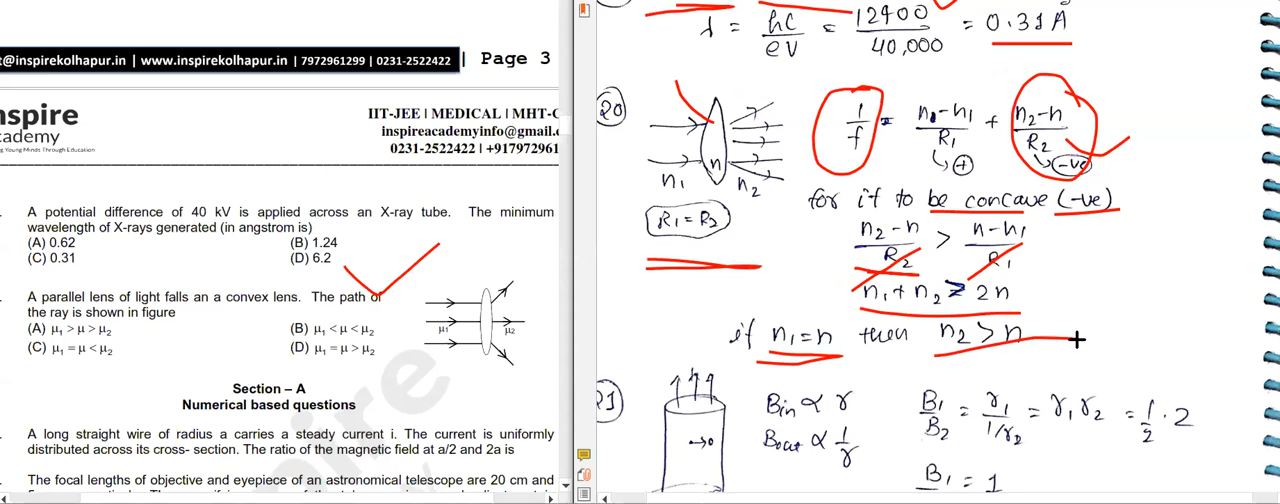 t@inspirekolhapur.in | www.inspirekolhapur.in | 7972961299 | 0231-2522422 | Page 3
nspire
cademy
g Young Minds Through Education
IIT-JEE | MEDICAL | MHT-C
inspireacademyinfo@gmail.c
0231-2522422 | +917972961
A potential difference of 40 kV is applied across an X-ray tube. The minimum
wavelength of X-rays generated (in angstrom is)
(A) 0.62 (B) 1.24
(C) 0.31 (D) 6.2
A parallel lens of light falls an a convex lens. The path of
the ray is shown in figure
(A) μ₁ > μ > μ₂ (B) μ₁ < μ < μ₂
(C) μ₁ = μ < μ₂ (D) μ₁ = μ > μ₂
μ₁ μ₂
Section – A
Numerical based questions
A long straight wire of radius a carries a steady current i. The current is uniformly
distributed across its cross- section. The ratio of the magnetic field at a/2 and 2a is
The focal lengths of objective and eyepiece of an astronomical telescope are 20 cm and
λ = hc/eV = 12400/40,000 = 0.31 Å
20
n₁ n n₂
R₁ = R₂
1/f = n-n₁/R₁ + n₂-n/R₂
↳ + ↳ -ve
for it to be concave (-ve)
n₂-n/R₂ > n-n₁/R₁
n₁ + n₂ > 2n
if n₁ = n then n₂ > n
21
Bin ∝ r B₁/B₂ = r₁/1/r₂ = r₁r₂ = 1/2 · 2
Bout ∝ 1/r
B₁ = 1